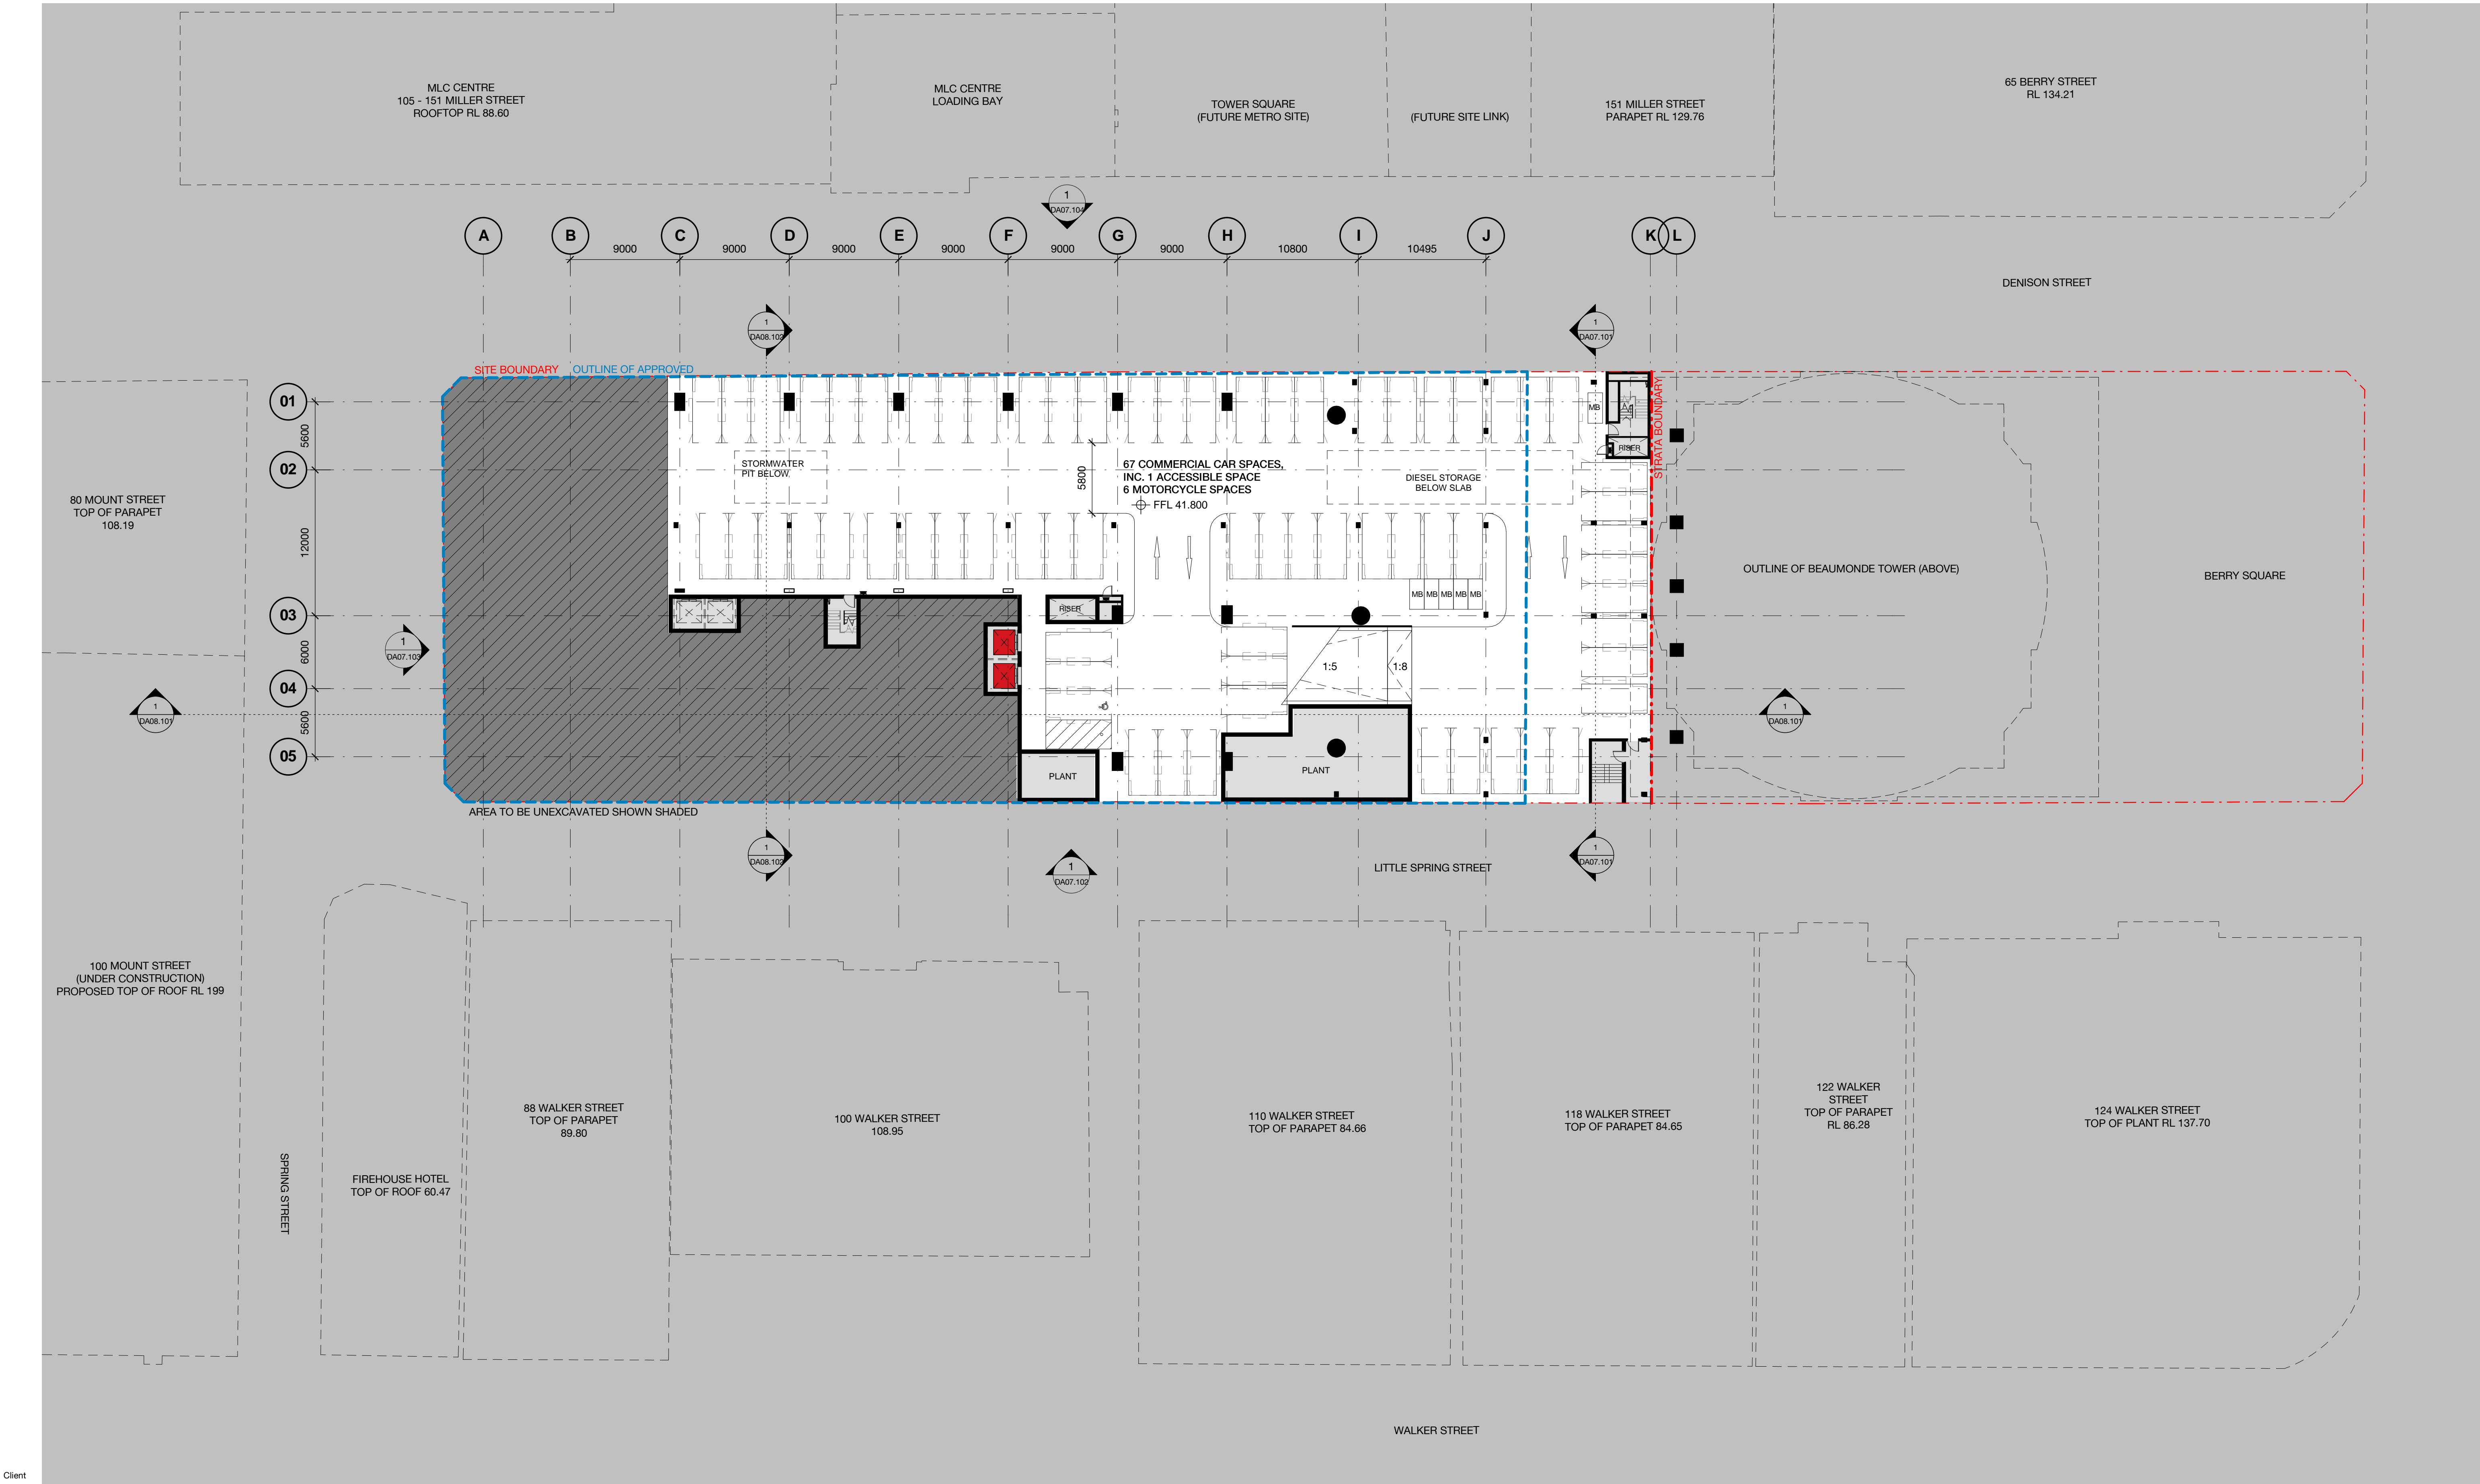 MLC CENTRE
105 - 151 MILLER STREET
ROOFTOP RL 88.60
MLC CENTRE
LOADING BAY
TOWER SQUARE
(FUTURE METRO SITE)
(FUTURE SITE LINK)
151 MILLER STREET
PARAPET RL 129.76
65 BERRY STREET
RL 134.21
1
DA07.104
A
B
C
D
E
F
G
H
I
J
K
L
9000
9000
9000
9000
9000
9000
10800
10495
DENISON STREET
1
DA08.102
1
DA07.101
SITE BOUNDARY
OUTLINE OF APPROVED
01
5600
02
12000
03
6000
04
5600
05
80 MOUNT STREET
TOP OF PARAPET
108.19
STORMWATER
PIT BELOW
5800
67 COMMERCIAL CAR SPACES,
INC. 1 ACCESSIBLE SPACE
6 MOTORCYCLE SPACES
FFL 41.800
DIESEL STORAGE
BELOW SLAB
MB
RISER
STRATA BOUNDARY
OUTLINE OF BEAUMONDE TOWER (ABOVE)
BERRY SQUARE
MB
MB
MB
MB
MB
RISER
1
DA07.103
1:5
1:8
1
DA08.101
1
DA08.101
PLANT
PLANT
AREA TO BE UNEXCAVATED SHOWN SHADED
1
DA08.102
1
DA07.102
1
DA07.101
LITTLE SPRING STREET
100 MOUNT STREET
(UNDER CONSTRUCTION)
PROPOSED TOP OF ROOF RL 199
SPRING STREET
FIREHOUSE HOTEL
TOP OF ROOF 60.47
88 WALKER STREET
TOP OF PARAPET
89.80
100 WALKER STREET
108.95
110 WALKER STREET
TOP OF PARAPET 84.66
118 WALKER STREET
TOP OF PARAPET 84.65
122 WALKER
STREET
TOP OF PARAPET
RL 86.28
124 WALKER STREET
TOP OF PLANT RL 137.70
WALKER STREET
Client